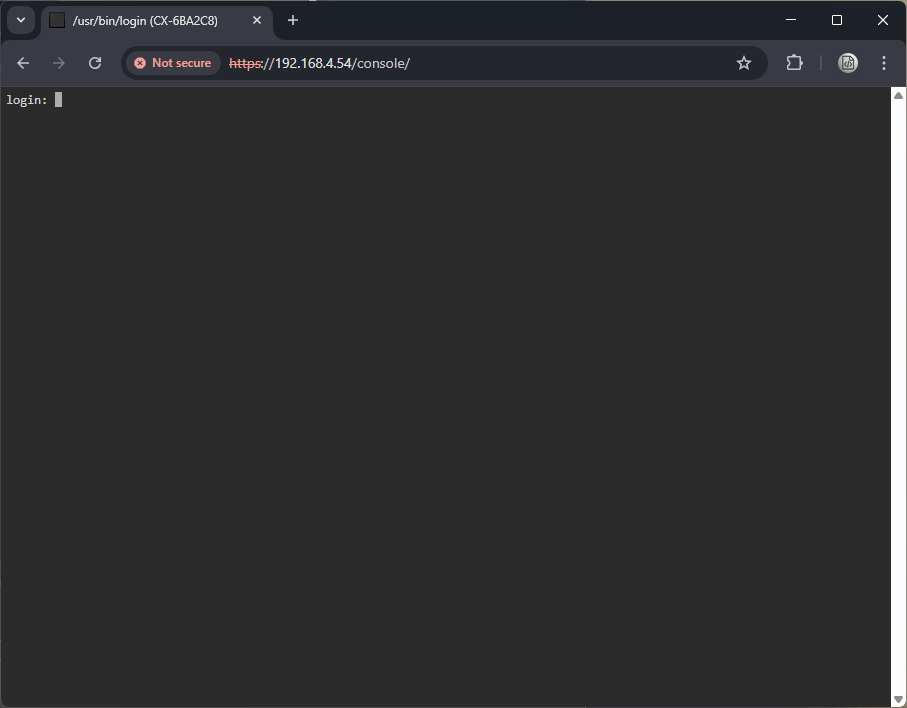 /usr/bin/login (CX-6BA2C8)
Not secure https://192.168.4.54/console/
login: